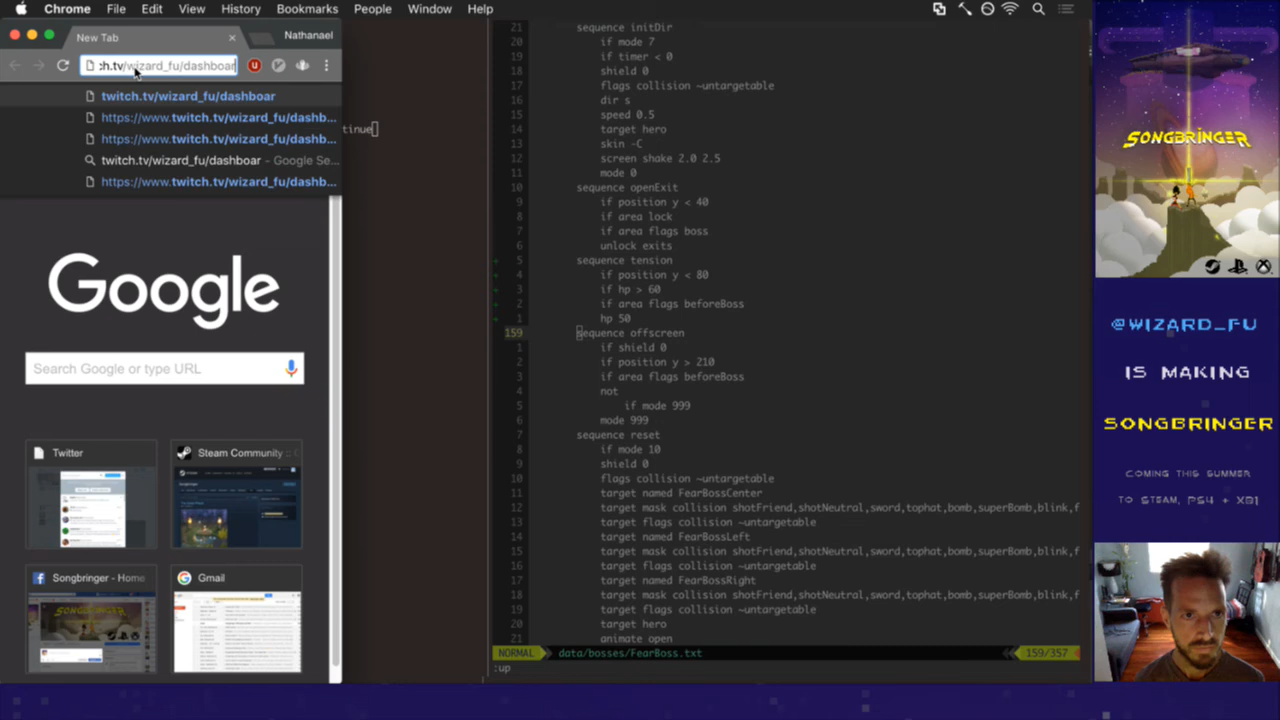 Chrome File Edit View History Bookmarks People Window Help
New Tab
Nathanael
:h.tv/wizard_fu/dashboar
twitch.tv/wizard_fu/dashboar
https://www.twitch.tv/wizard_fu/dashb...
https://www.twitch.tv/wizard_fu/dashb...
twitch.tv/wizard_fu/dashboar - Google Se...
https://www.twitch.tv/wizard_fu/dashb...
tinue
Google
Search Google or type URL
Twitter
Steam Community ::
Songbringer - Home
Gmail
21 sequence initDir
20 if mode 7
19 if timer < 0
18 shield 0
17 flags collision ~untargetable
16 dir s
15 speed 0.5
14 target hero
13 skin -C
12 screen shake 2.0 2.5
11 mode 0
10 sequence openExit
9 if position y < 40
8 if area lock
7 if area flags boss
6 unlock exits
5 sequence tension
4 if position y < 80
3 if hp > 60
2 if area flags beforeBoss
1 hp 50
159 sequence offscreen
1 if shield 0
2 if position y > 210
3 if area flags beforeBoss
4 not
5 if mode 999
6 mode 999
7 sequence reset
8 if mode 10
9 shield 0
10 flags collision ~untargetable
11 target named FearBossCenter
12 target mask collision shotFriend,shotNeutral,sword,tophat,bomb,superBomb,blink,f
13 target flags collision ~untargetable
14 target named FearBossLeft
15 target mask collision shotFriend,shotNeutral,sword,tophat,bomb,superBomb,blink,f
16 target flags collision ~untargetable
17 target named FearBossRight
18 target mask collision shotFriend,shotNeutral,sword,tophat,bomb,superBomb,blink,f
19 target flags collision ~untargetable
20 target hero
21 animate open
NORMAL data/bosses/FearBoss.txt 159/357
:up
SONGBRINGER
@WIZARD_FU
IS MAKING
SONGBRINGER
COMING THIS SUMMER
TO STEAM, PS4 + XB1